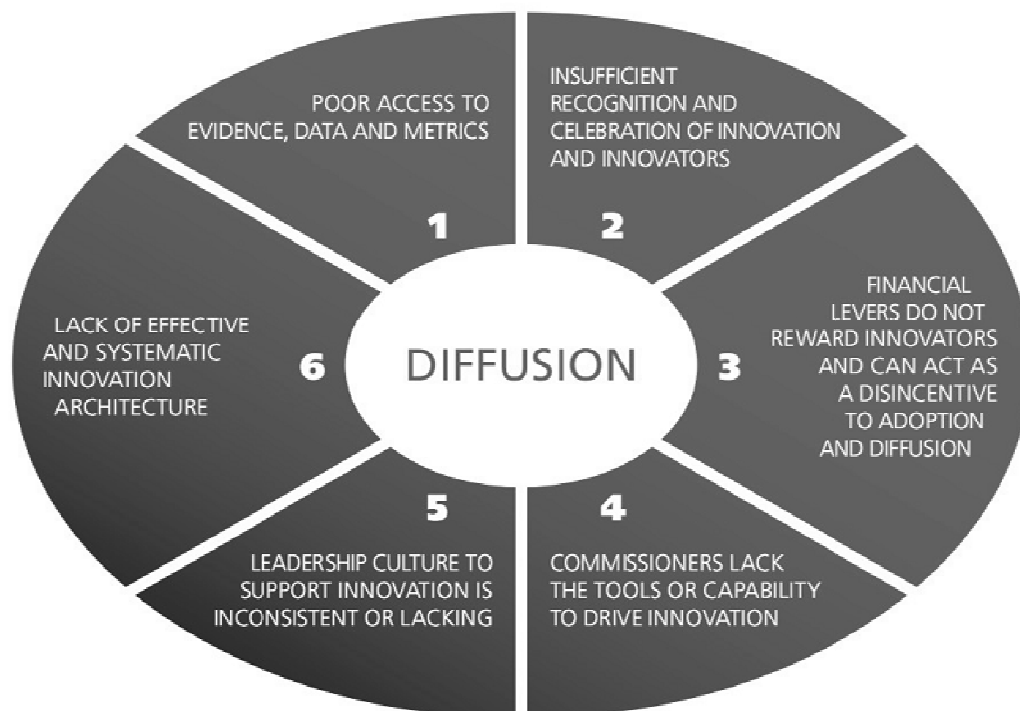 POOR ACCESS TO
EVIDENCE, DATA AND METRICS
1
INSUFFICIENT
RECOGNITION AND
CELEBRATION OF INNOVATION
AND INNOVATORS
2
FINANCIAL
LEVERS DO NOT
REWARD INNOVATORS
AND CAN ACT AS
A DISINCENTIVE
TO ADOPTION
AND DIFFUSION
3
4
COMMISSIONERS LACK
THE TOOLS OR CAPABILITY
TO DRIVE INNOVATION
5
LEADERSHIP CULTURE TO
SUPPORT INNOVATION IS
INCONSISTENT OR LACKING
LACK OF EFFECTIVE
AND SYSTEMATIC
INNOVATION
ARCHITECTURE
6
DIFFUSION